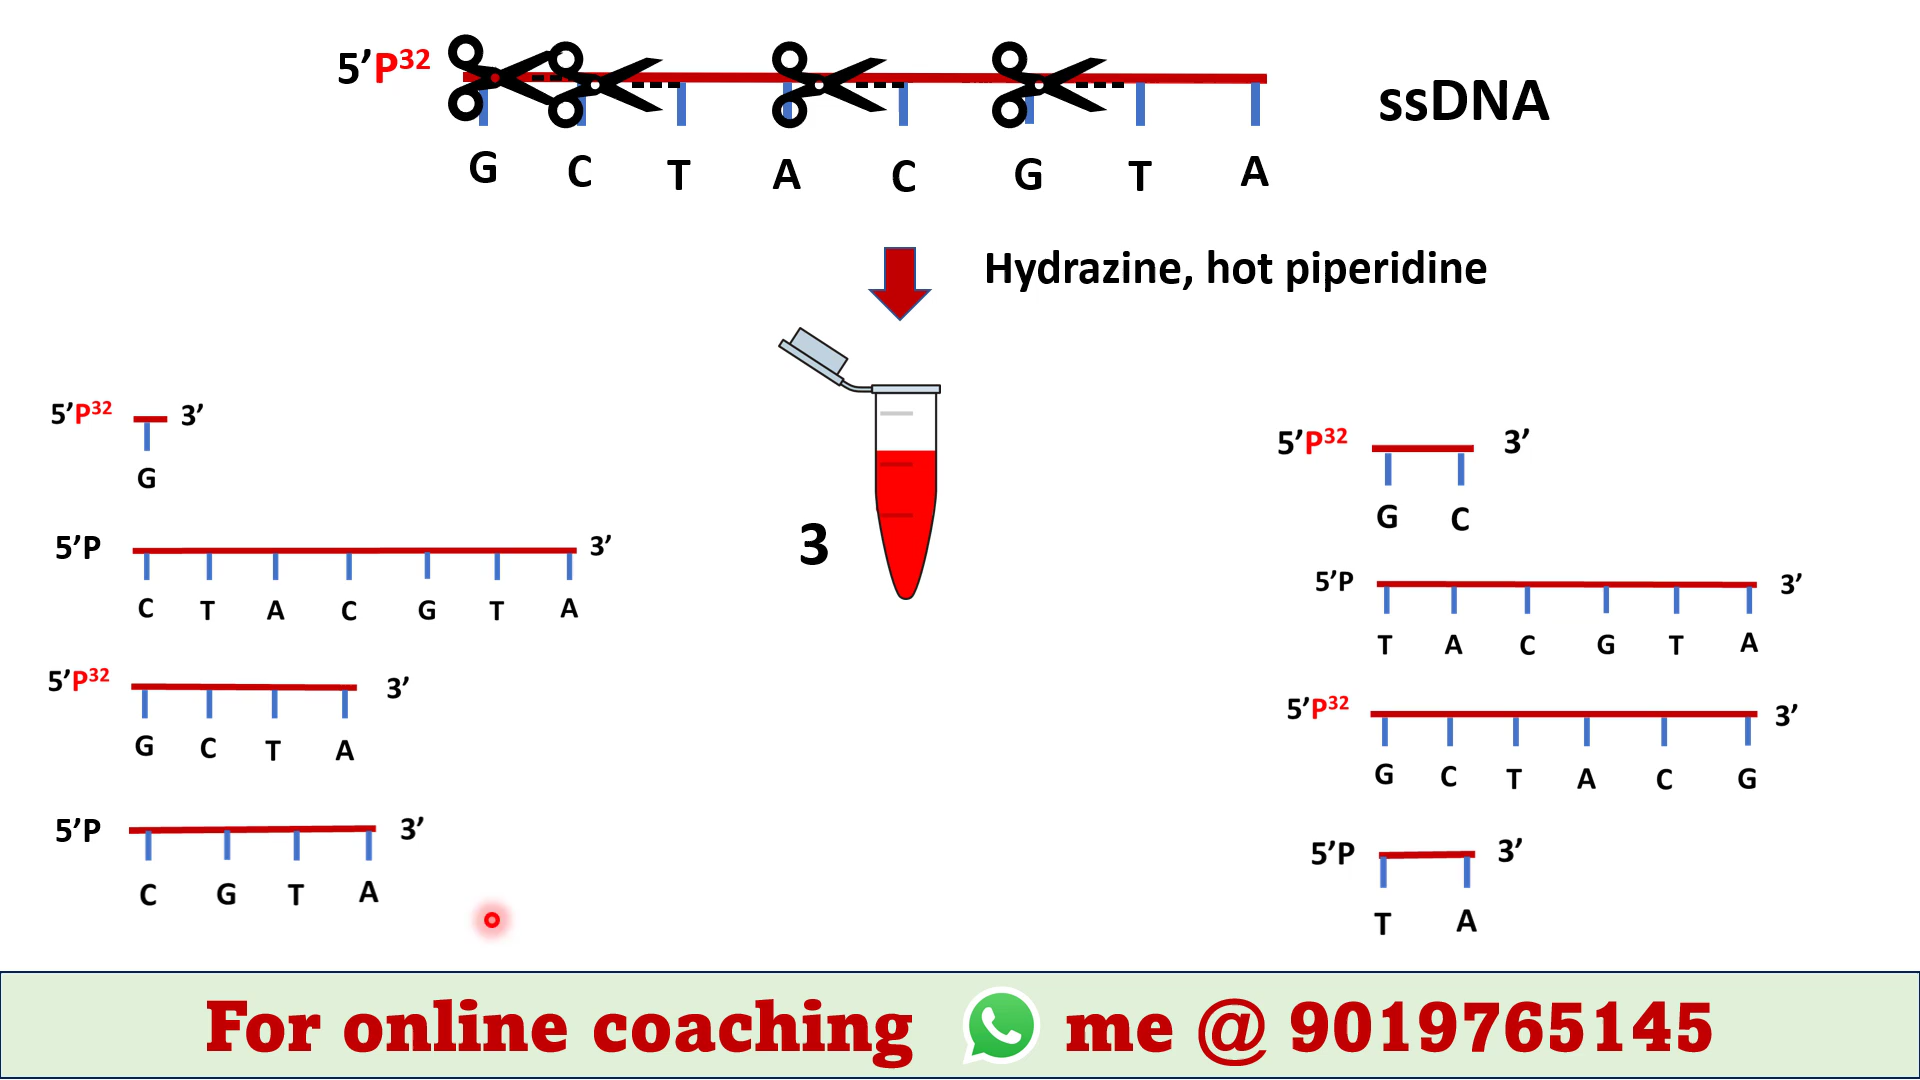 5’P32
G C T A C G T A
ssDNA
Hydrazine, hot piperidine
3
5’P32 3’
G
5’P 3’
C T A C G T A
5’P32 3’
G C T A
5’P 3’
C G T A
5’P32 3’
G C
5’P 3’
T A C G T A
5’P32 3’
G C T A C G
5’P 3’
T A
For online coaching me @ 9019765145